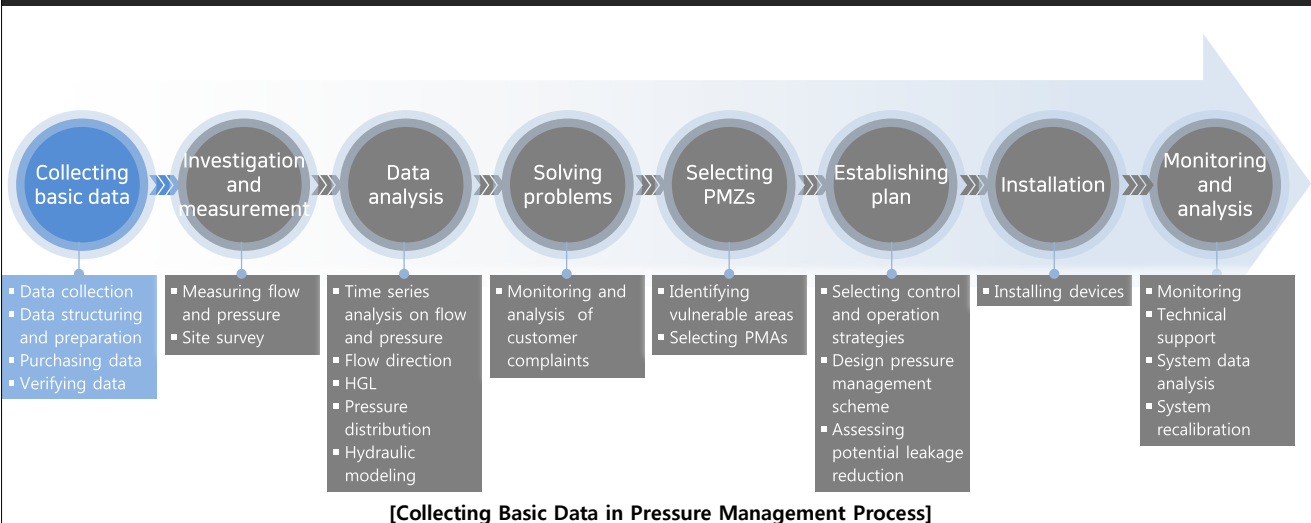 Collecting
basic data
Investigation
and
measurement
Data
analysis
Solving
problems
Selecting
PMZs
Establishing
plan
Installation
Monitoring
and
analysis
▪ Data collection
▪ Data structuring
and preparation
▪ Purchasing data
▪ Verifying data
▪ Measuring flow
and pressure
▪ Site survey
▪ Time series
analysis on flow
and pressure
▪ Flow direction
▪ HGL
▪ Pressure
distribution
▪ Hydraulic
modeling
▪ Monitoring and
analysis of
customer
complaints
▪ Identifying
vulnerable areas
▪ Selecting PMAs
▪ Selecting control
and operation
strategies
▪ Design pressure
management
scheme
▪ Assessing
potential leakage
reduction
▪ Installing devices
▪ Monitoring
▪ Technical
support
▪ System data
analysis
▪ System
recalibration
[Collecting Basic Data in Pressure Management Process]